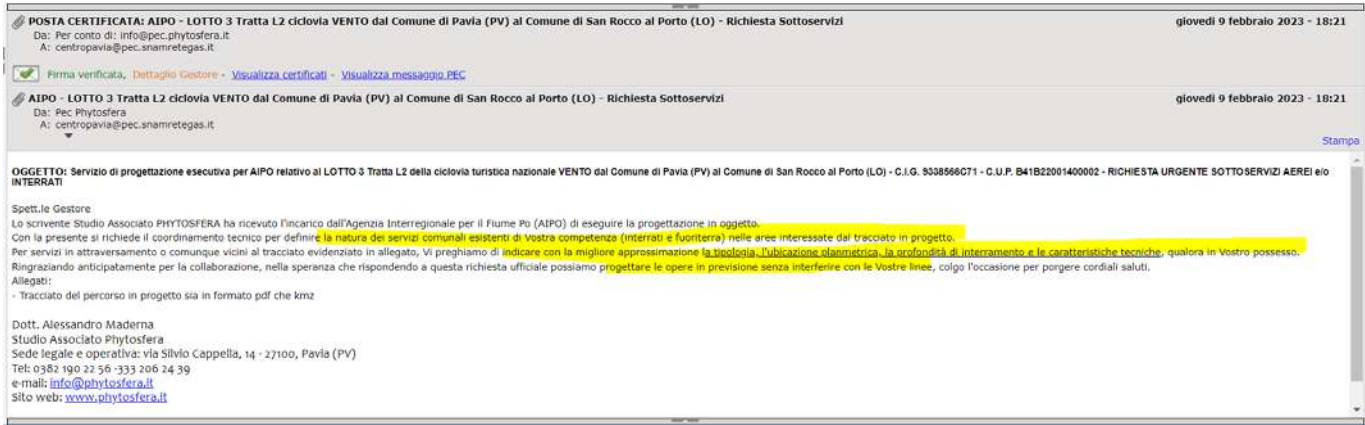 POSTA CERTIFICATA: AIPO - LOTTO 3 Tratta L2 ciclovia VENTO dal Comune di Pavia (PV) al Comune di San Rocco al Porto (LO) - Richiesta Sottoservizi giovedì 9 febbraio 2023 - 18:21
Da: Per conto di: info@pec.phytosfera.it
A: centropavia@pec.snamretegas.it
Firma verificata, Dettaglio Gestore - Visualizza certificati - Visualizza messaggio PEC
AIPO - LOTTO 3 Tratta L2 ciclovia VENTO dal Comune di Pavia (PV) al Comune di San Rocco al Porto (LO) - Richiesta Sottoservizi giovedì 9 febbraio 2023 - 18:21
Da: Pec Phytosfera
A: centropavia@pec.snamretegas.it
Stampa
OGGETTO: Servizio di progettazione esecutiva per AIPO relativo al LOTTO 3 Tratta L2 della ciclovia turistica nazionale VENTO dal Comune di Pavia (PV) al Comune di San Rocco al Porto (LO) - C.I.G. 9338566C71 - C.U.P. B41B22001400002 - RICHIESTA URGENTE SOTTOSERVIZI AEREI e/o
INTERRATI
Spett.le Gestore
Lo scrivente Studio Associato PHYTOSFERA ha ricevuto l'incarico dall'Agenzia Interregionale per il Fiume Po (AIPO) di eseguire la progettazione in oggetto.
Con la presente si richiede il coordinamento tecnico per definire la natura dei servizi comunali esistenti di Vostra competenza (interrati e fuoriterra) nelle aree interessate dal tracciato in progetto.
Per servizi in attraversamento o comunque vicini al tracciato evidenziato in allegato, Vi preghiamo di indicare con la migliore approssimazione la tipologia, l'ubicazione planmetrica, la profondità di interramento e le caratteristiche tecniche, qualora in Vostro possesso.
Ringraziando anticipatamente per la collaborazione, nella speranza che rispondendo a questa richiesta ufficiale possiamo progettare le opere in previsione senza interferire con le Vostre linee, colgo l'occasione per porgere cordiali saluti.
Allegati:
- Tracciato del percorso in progetto sia in formato pdf che kmz
Dott. Alessandro Maderna
Studio Associato Phytosfera
Sede legale e operativa: via Silvio Cappella, 14 - 27100, Pavia (PV)
Tel: 0382 190 22 56 -333 206 24 39
e-mail: info@phytosfera.it
Sito web: www.phytosfera.it